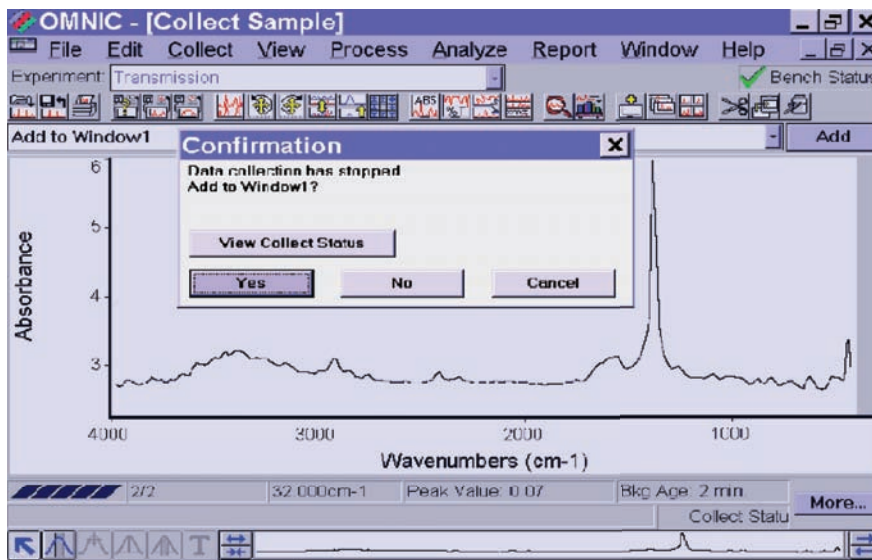 OMNIC - [Collect Sample]
File Edit Collect View Process Analyze Report Window Help
Experiment: Transmission Bench Status
ABS
Add to Window1 Add
Confirmation
Data collection has stopped
Add to Window1?
View Collect Status
Yes No Cancel
6
5
4
3
Absorbance
4000 3000 2000 1000
Wavenumbers (cm-1)
2/2 32.000cm-1 Peak Value: 0.07 Bkg Age: 2 min.
More...
Collect Statu
T